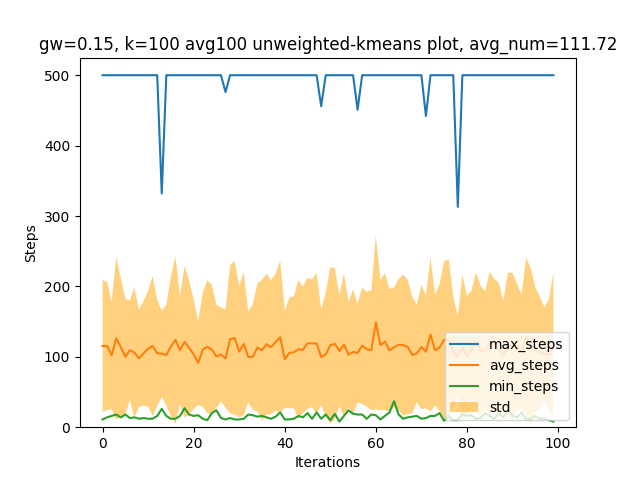 gw=0.15, k=100 avg100 unweighted-kmeans plot, avg_num=111.72
500
400
300
200
100
0
Steps
max_steps
avg_steps
min_steps
std
0 20 40 60 80 100
Iterations